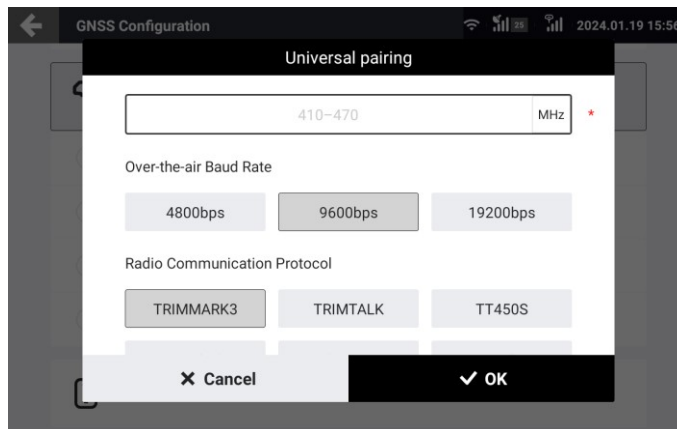 GNSS Configuration 25 2024.01.19 15:56
Universal pairing
410–470 MHz *
Over-the-air Baud Rate
4800bps 9600bps 19200bps
Radio Communication Protocol
TRIMMARK3 TRIMTALK TT450S
Cancel OK